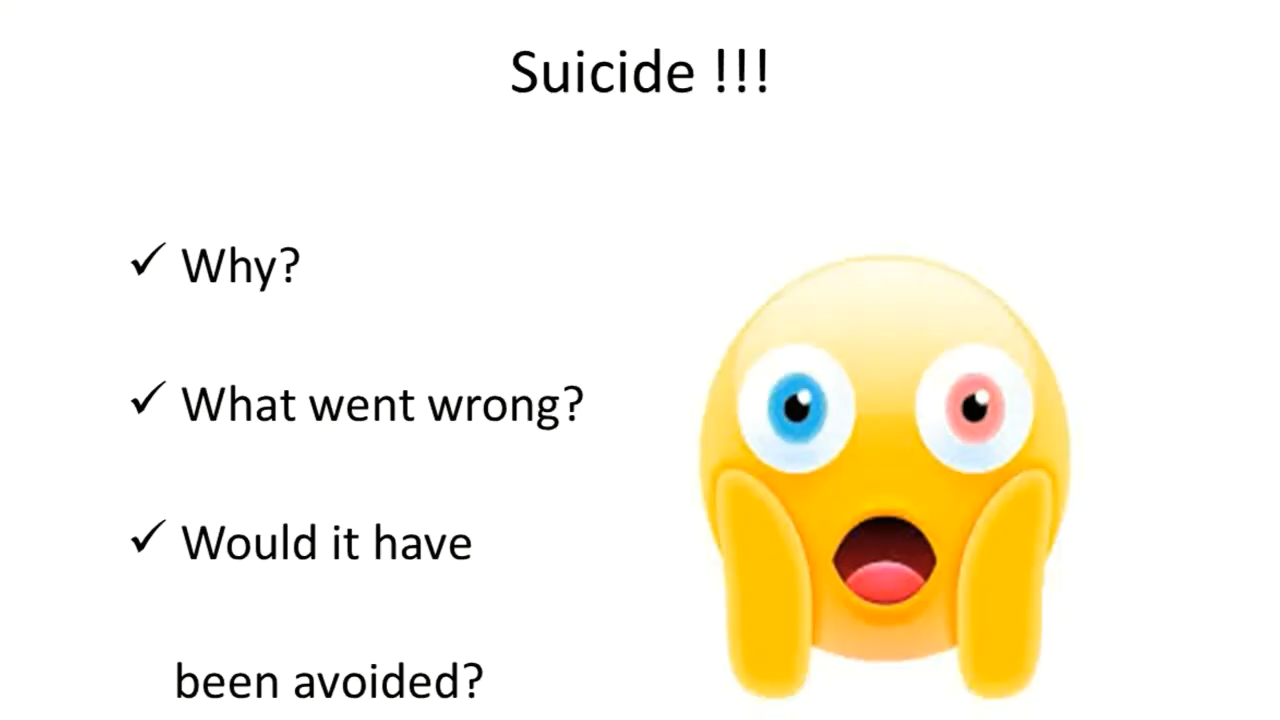 Suicide !!!
✓ Why?
✓ What went wrong?
✓ Would it have
been avoided?